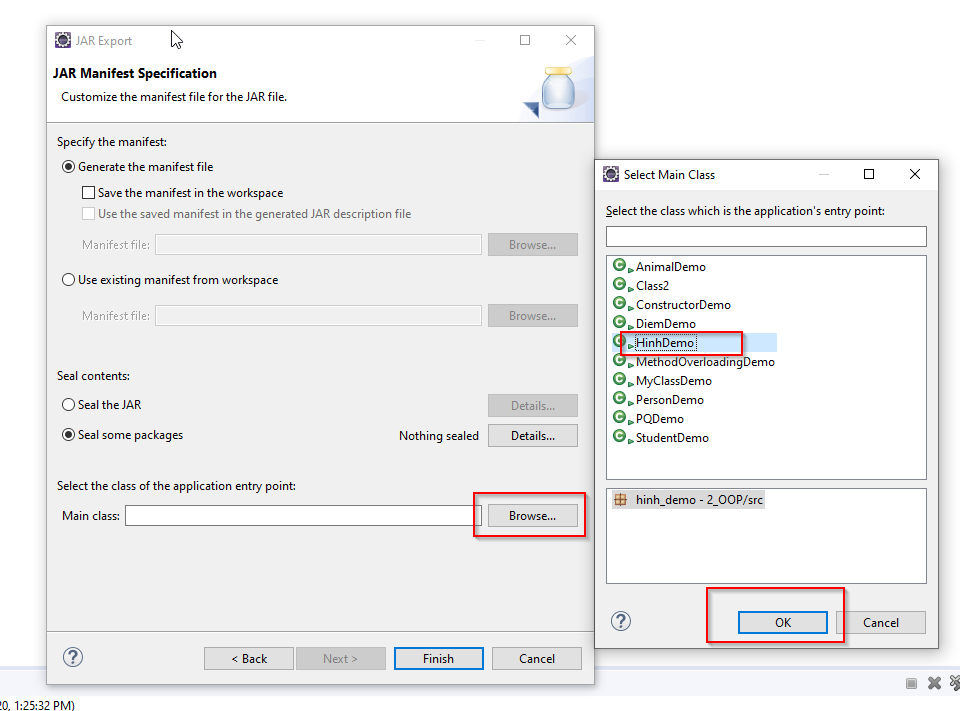 JAR Export
JAR Manifest Specification
Customize the manifest file for the JAR file.
Specify the manifest:
Generate the manifest file
Save the manifest in the workspace
Use the saved manifest in the generated JAR description file
Manifest file:
Browse...
Use existing manifest from workspace
Manifest file:
Browse...
Seal contents:
Seal the JAR
Details...
Seal some packages
Nothing sealed
Details...
Select the class of the application entry point:
Main class:
Browse...
< Back
Next >
Finish
Cancel
Select Main Class
Select the class which is the application's entry point:
AnimalDemo
Class2
ConstructorDemo
DiemDemo
HinhDemo
MethodOverloadingDemo
MyClassDemo
PersonDemo
PQDemo
StudentDemo
hinh_demo - 2_OOP/src
OK
Cancel
20, 1:25:32 PM)